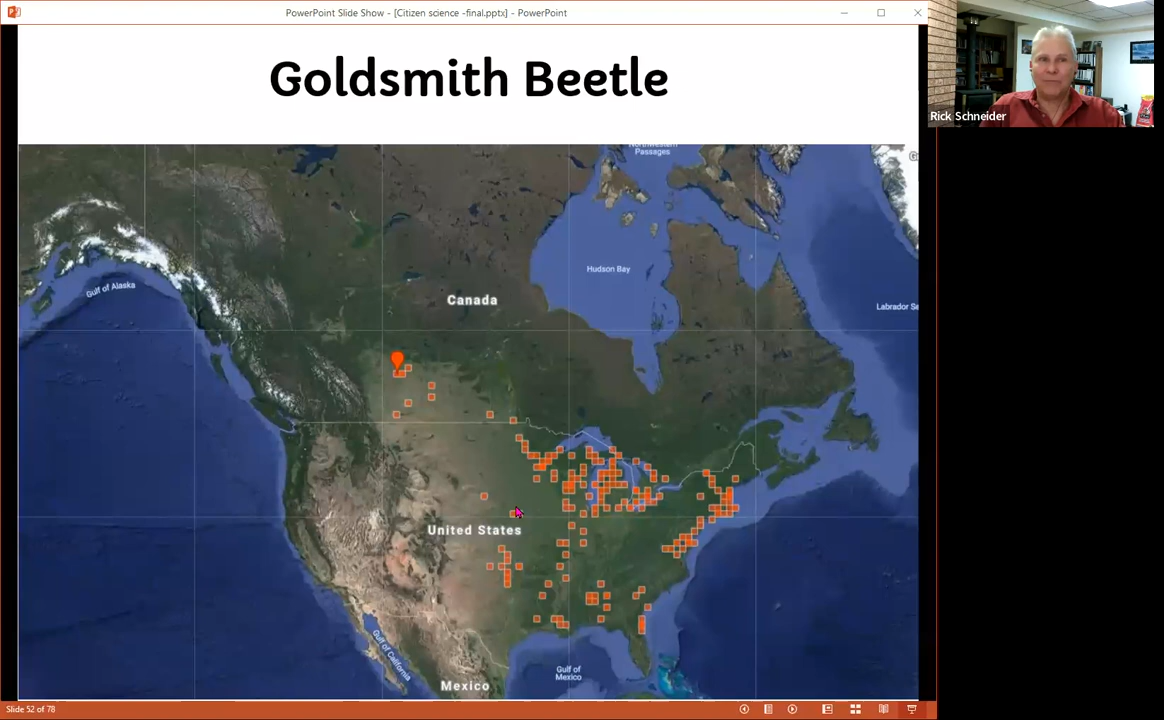 PowerPoint Slide Show - [Citizen science -final.pptx] - PowerPoint
Goldsmith Beetle
Rick Schneider
Northwestern
Passages
Hudson Bay
Gulf of Alaska
Canada
Labrador Se
United States
Gulf of California
Gulf of
Mexico
Mexico
Slide 52 of 78